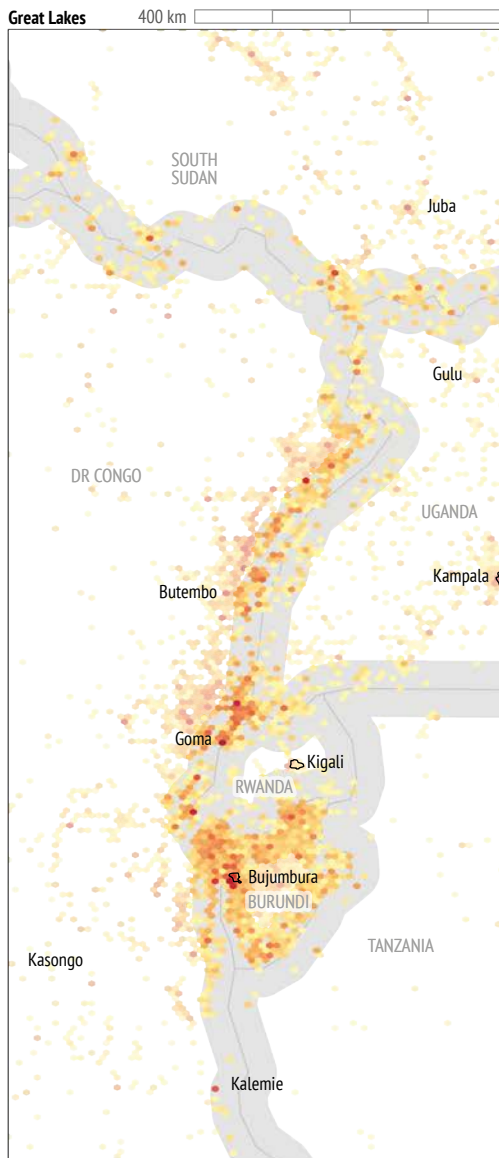 Great Lakes 400 km
SOUTH
SUDAN
Juba
Gulu
DR CONGO
UGANDA
Kampala
Butembo
Goma
Kigali
RWANDA
Bujumbura
BURUNDI
TANZANIA
Kasongo
Kalemie